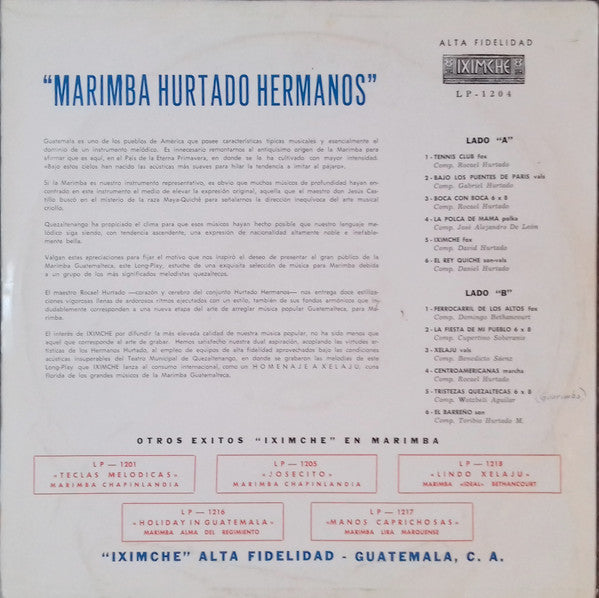 ALTA FIDELIDAD
IXIMCHE
LP-1204
"MARIMBA HURTADO HERMANOS"
Guatemala es uno de los pueblos de América que posee características típicas musicales y esencialmente el
dominio de un instrumento melódico. Es innecesario remontarnos al antiquísimo origen de la Marimba para
afirmar que es aquí, en el País de la Eterna Primavera, en donde se la ha cultivado con mayor intensidad.
«Bajo estos cielos han nacido las acústicas más suaves para hilar la tendencia a imitar al pájaro».
Si la Marimba es nuestro instrumento representativo, es obvio que muchos músicos de profundidad hayan en-
contrado en este instrumento el medio de elevar la expresión original, aquella que el maestro don Jesús Cas-
tillo buscó en el misterio de la raza Maya-Quiché para señalarnos la dirección inequívoca del arte musical
criollo.
Quezaltenango ha propiciado el clima para que esos músicos hayan hecho posible que nuestro lenguaje me-
lódico siga siendo, con tendencia ascendente, una expresión de nacionalidad altamente noble e inefable-
mente bella.
Valgan estas apreciaciones para fijar el motivo que nos inspiró el deseo de presentar al gran público de la
Marimba Guatemalteca, este Long-Play, estuche de una exquisita selección de música para Marimba debida
a un grupo de los más significados melodistas quezaltecos.
El maestro Rocael Hurtado —corazón y cerebro del conjunto Hurtado Hermanos— nos entrega doce estiliza-
ciones vigorosas llenas de ardorosos ritmos ejecutados con un estilo, también de sus fondos armónicos que in-
dudablemente corresponden a una nueva etapa del arte de arreglar música popular Guatemalteca, para Ma-
rimba.
El interés de IXIMCHE por difundir la más elevada calidad de nuestra música popular, no ha sido menos que
aquel que corresponde al arte de grabar. Hemos satisfecho nuestra dual aspiración, acoplando las virtudes ar-
tísticas de los Hermanos Hurtado, al empleo de equipos de alta fidelidad aprovechados bajo las condiciones
acústicas insuperables del Teatro Municipal de Quezaltenango, en donde se grabaron las melodías de este
Long-Play que IXIMCHE lanza al consumo internacional, como un HOMENAJE A XELAJU; cuna
florida de los grandes músicos de la Marimba Guatemalteca.
LADO "A"
1 - TENNIS CLUB fox
Comp. Rocael Hurtado
2 - BAJO LOS PUENTES DE PARIS vals
Comp. Gabriel Hurtado
3 - BOCA CON BOCA 6 x 8
Comp. Rocael Hurtado
4 - LA POLCA DE MAMA polka
Comp. José Alejandro De León
5 - IXIMCHE fox
Comp. David Hurtado
6 - EL REY QUICHE son-vals
Comp. Daniel Hurtado
LADO "B"
1 - FERROCARRIL DE LOS ALTOS fox
Comp. Domingo Bethancourt
2 - LA FIESTA DE MI PUEBLO 6 x 8
Comp. Cupertino Soberanis
3 - XELAJU vals
Comp. Benedicto Sáenz
4 - CENTROAMERICANAS marcha
Comp. Rocael Hurtado
5 - TRISTEZAS QUEZALTECAS 6 x 8
Comp. Wotzbelí Aguilar
6 - EL BARREÑO son
Comp. Toribio Hurtado M.
OTROS EXITOS "IXIMCHE" EN MARIMBA
LP — 1201
«TECLAS MELODICAS»
MARIMBA CHAPINLANDIA
LP — 1205
«JOSECITO»
MARIMBA CHAPINLANDIA
LP — 1218
«LINDO XELAJU»
MARIMBA «IDEAL» BETHANCOURT
LP — 1216
«HOLIDAY IN GUATEMALA»
MARIMBA ALMA DEL REGIMIENTO
LP — 1217
«MANOS CAPRICHOSAS»
MARIMBA LIRA MARQUENSE
"IXIMCHE" ALTA FIDELIDAD - GUATEMALA, C. A.